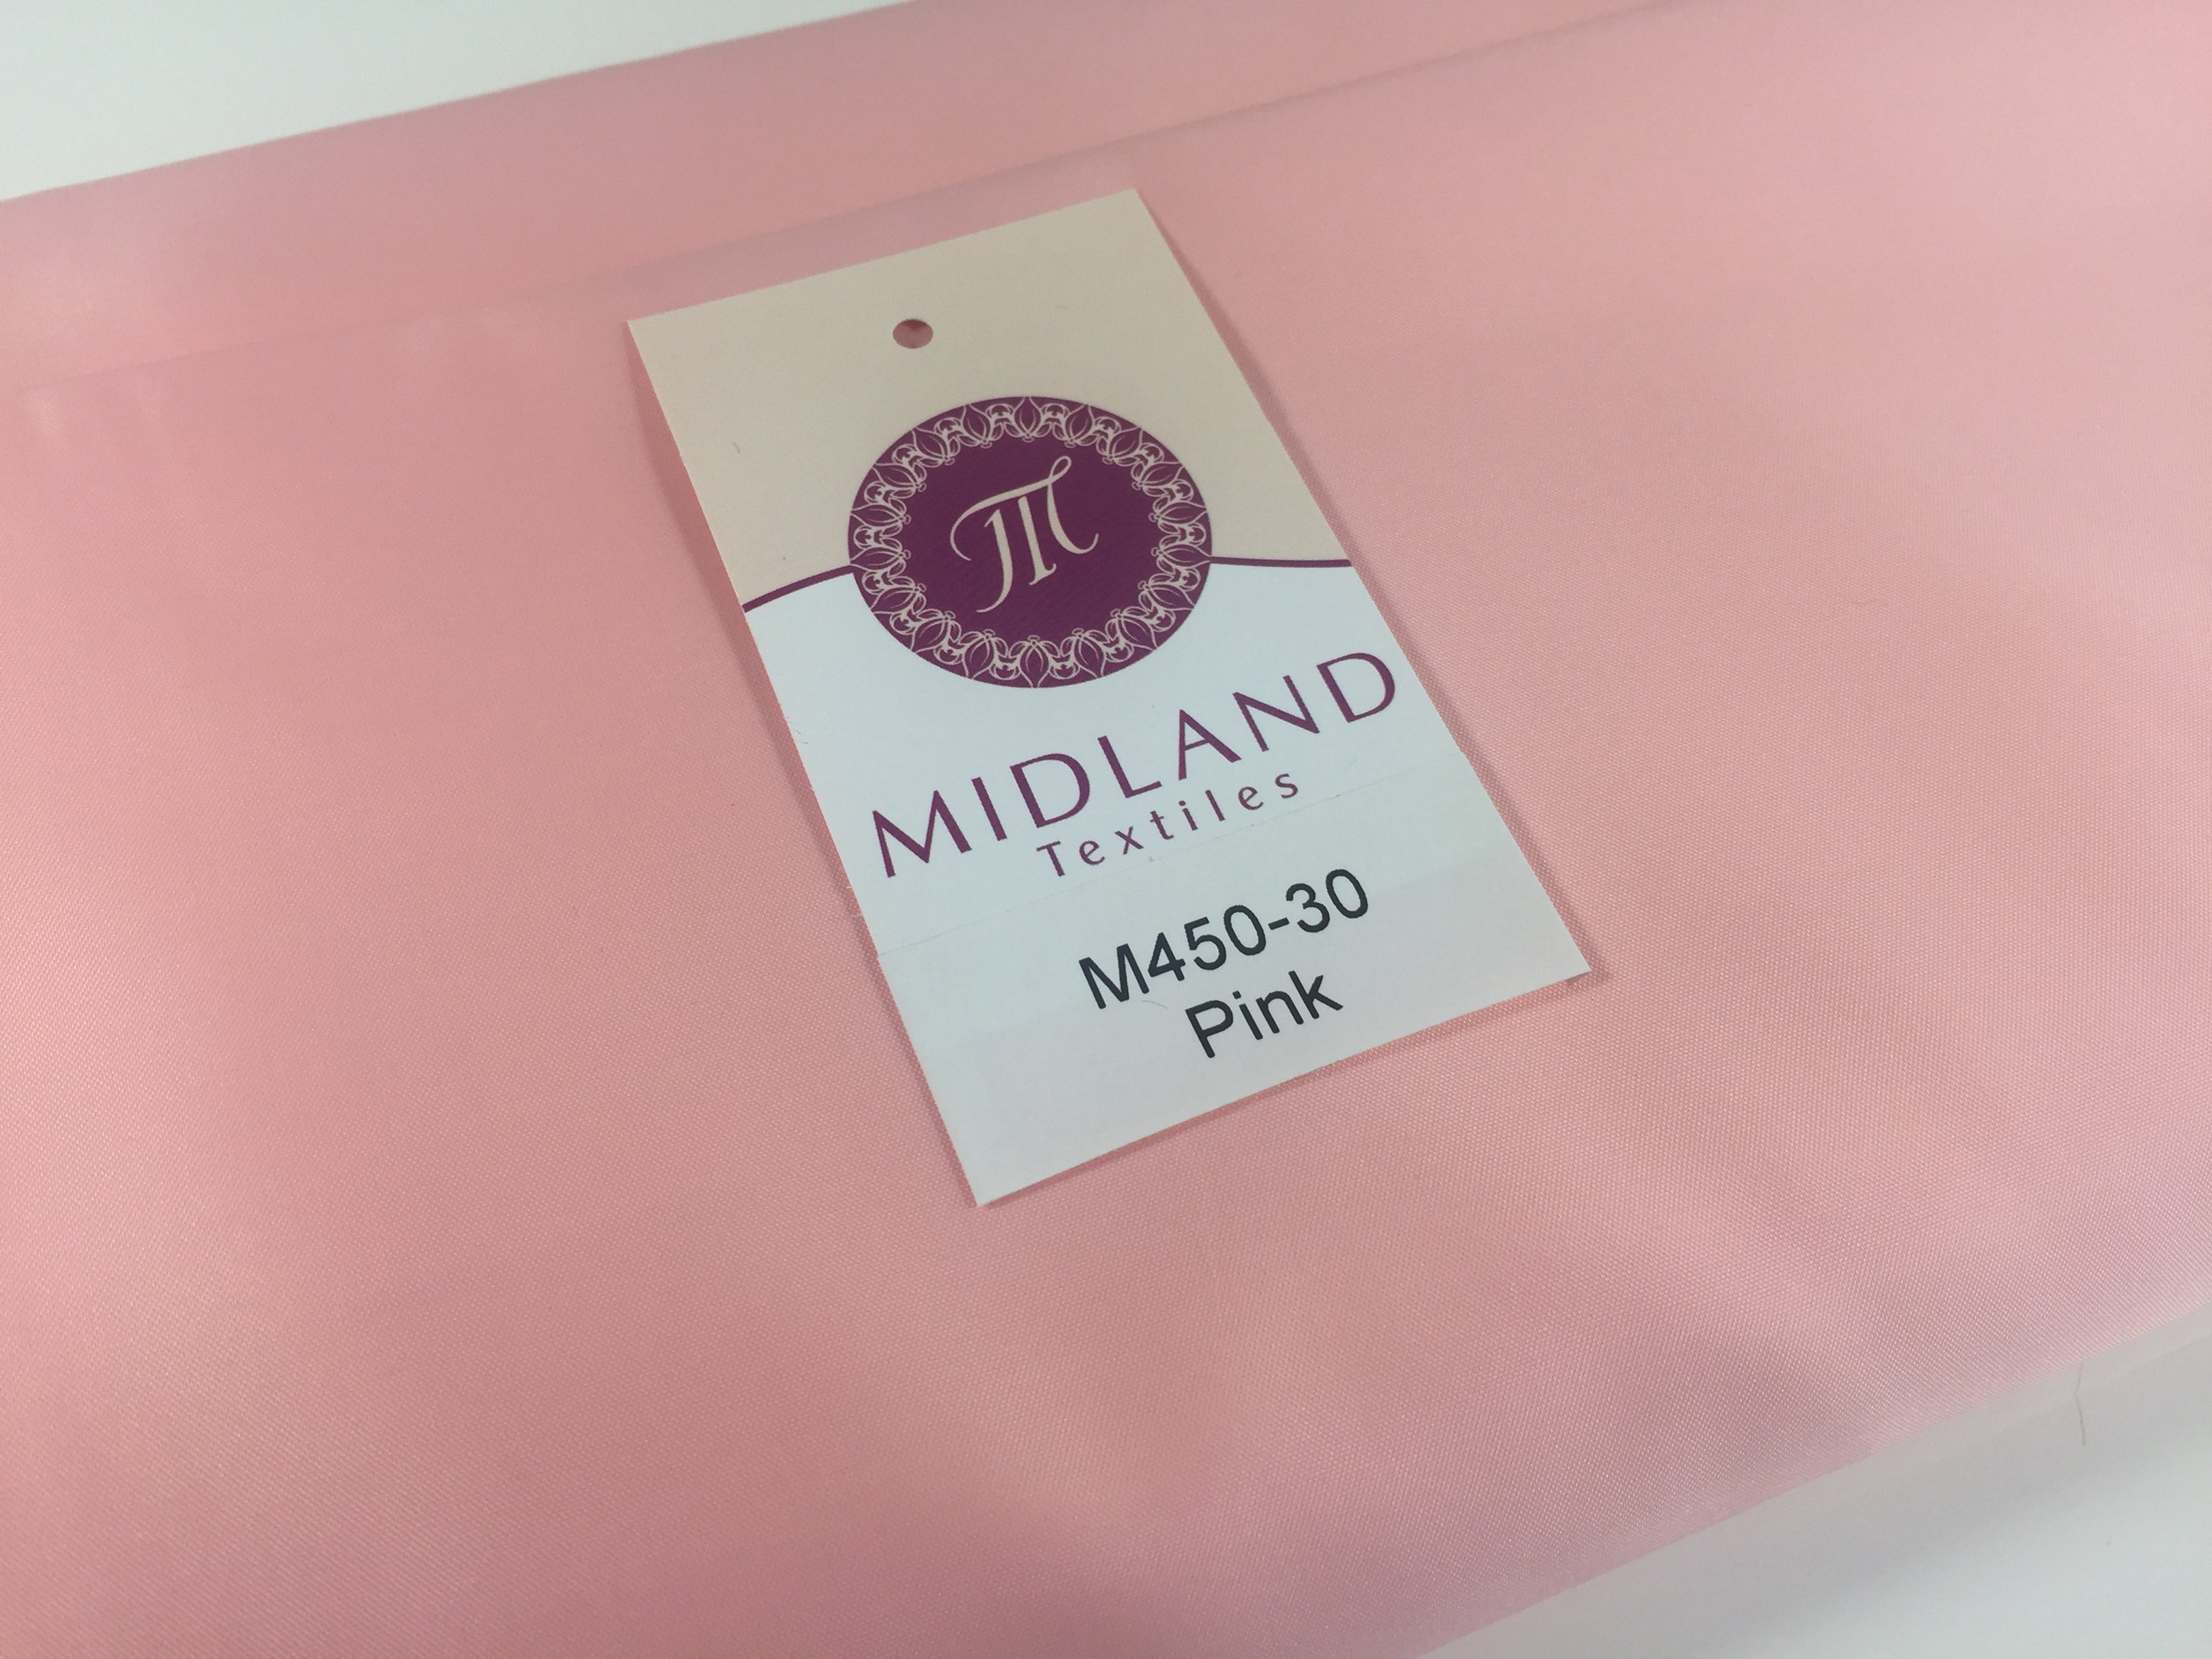 M
MIDLAND
Textiles
M450-30
Pink